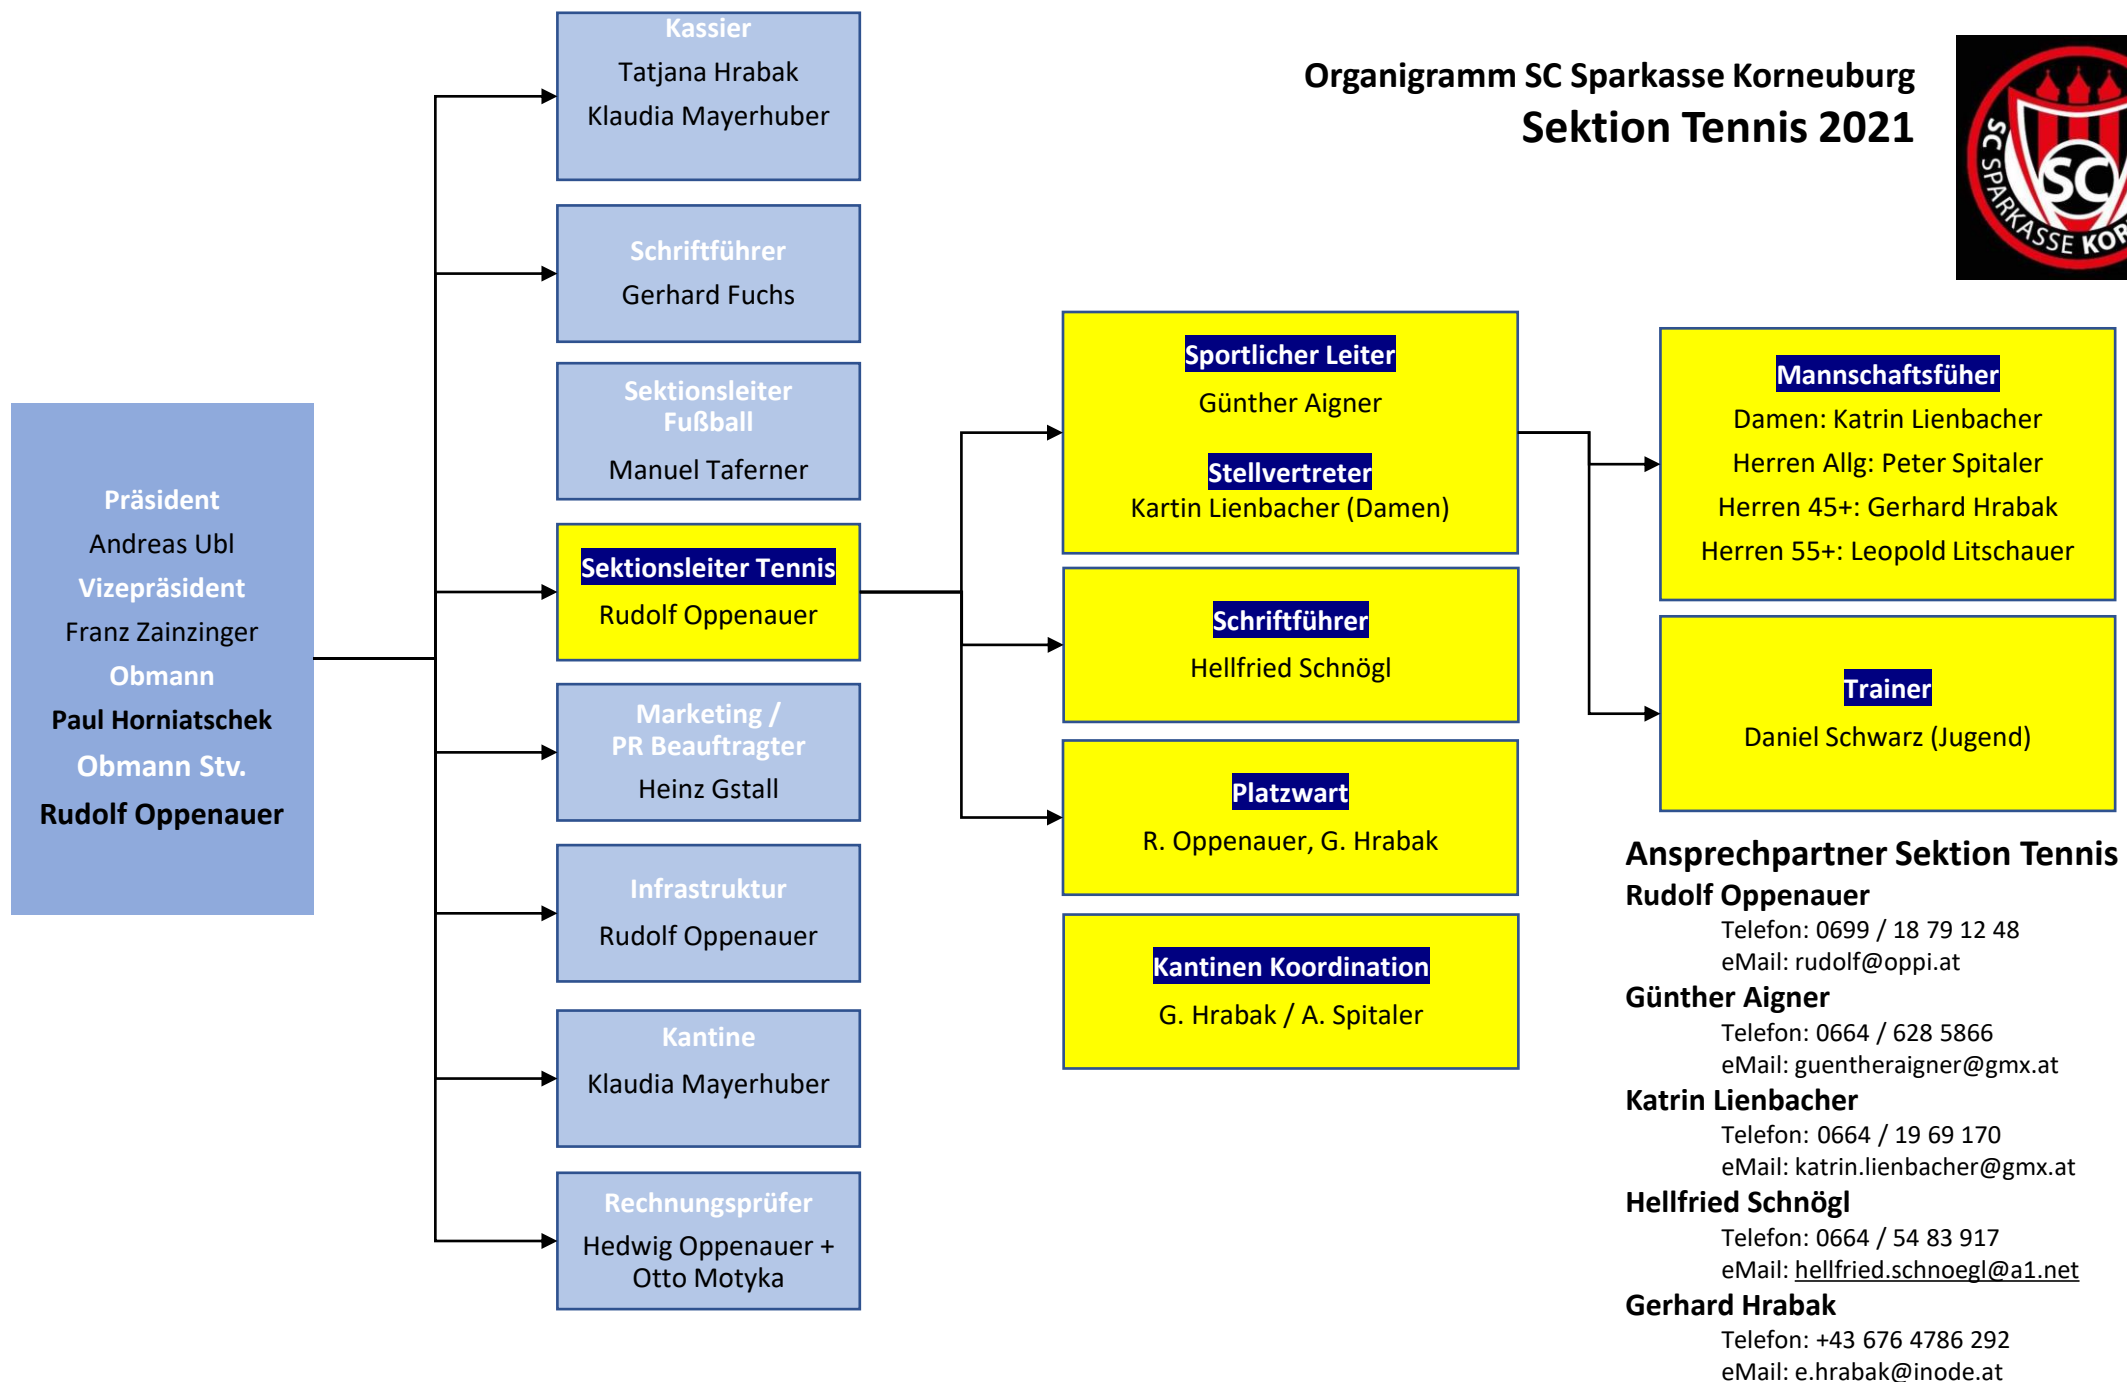 Organigramm SC Sparkasse Korneuburg
Sektion Tennis 2021
SC SPARKASSE
SC
Präsident
Andreas Ubl
Vizepräsident
Franz Zainzinger
Obmann
Paul Horniatschek
Obmann Stv.
Rudolf Oppenauer
Kassier
Tatjana Hrabak
Klaudia Mayerhuber
Schriftführer
Gerhard Fuchs
Sektionsleiter
Fußball
Manuel Taferner
Sektionsleiter Tennis
Rudolf Oppenauer
Marketing /
PR Beauftragter
Heinz Gstall
Infrastruktur
Rudolf Oppenauer
Kantine
Klaudia Mayerhuber
Rechnungsprüfer
Hedwig Oppenauer +
Otto Motyka
Sportlicher Leiter
Günther Aigner
Stellvertreter
Kartin Lienbacher (Damen)
Schriftführer
Hellfried Schnögl
Platzwart
R. Oppenauer, G. Hrabak
Kantinen Koordination
G. Hrabak / A. Spitaler
Mannschaftsfüher
Damen: Katrin Lienbacher
Herren Allg: Peter Spitaler
Herren 45+: Gerhard Hrabak
Herren 55+: Leopold Litschauer
Trainer
Daniel Schwarz (Jugend)
Ansprechpartner Sektion Tennis
Rudolf Oppenauer
Telefon: 0699 / 18 79 12 48
eMail: rudolf@oppi.at
Günther Aigner
Telefon: 0664 / 628 5866
eMail: guentheraigner@gmx.at
Katrin Lienbacher
Telefon: 0664 / 19 69 170
eMail: katrin.lienbacher@gmx.at
Hellfried Schnögl
Telefon: 0664 / 54 83 917
eMail: hellfried.schnoegl@a1.net
Gerhard Hrabak
Telefon: +43 676 4786 292
eMail: e.hrabak@inode.at